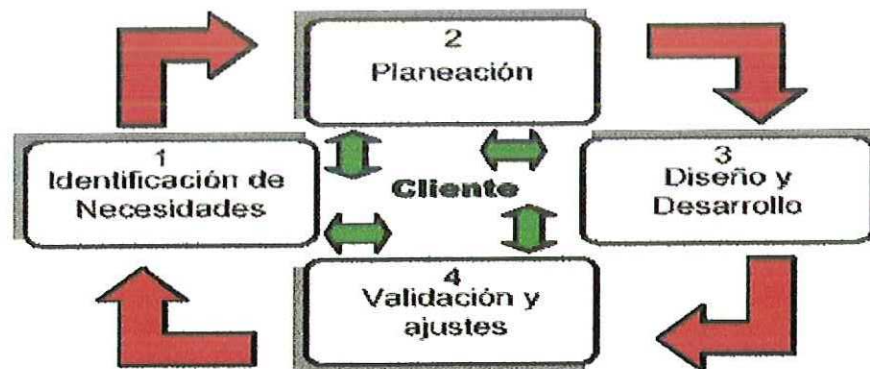 1
Identificación de
Necesidades
2
Planeación
3
Diseño y
Desarrollo
4
Validación y
ajustes
Cliente